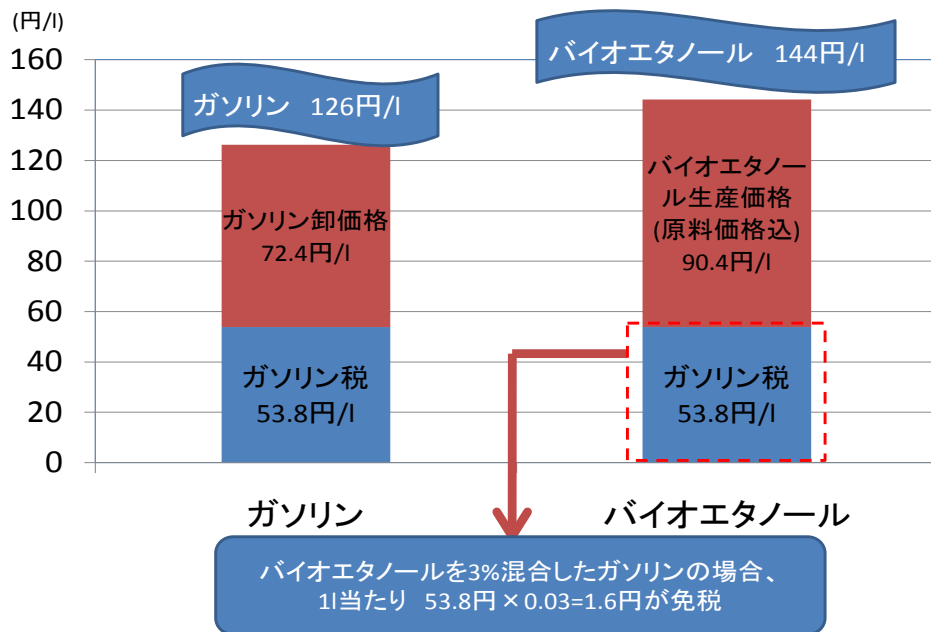 (円/l)
160
140
120
100
80
60
40
20
0
ガソリン 126円/l
バイオエタノール 144円/l
ガソリン卸価格
72.4円/l
ガソリン税
53.8円/l
バイオエタノー
ル生産価格
(原料価格込)
90.4円/l
ガソリン税
53.8円/l
ガソリン
バイオエタノール
バイオエタノールを3%混合したガソリンの場合、
1l当たり 53.8円×0.03=1.6円が免税